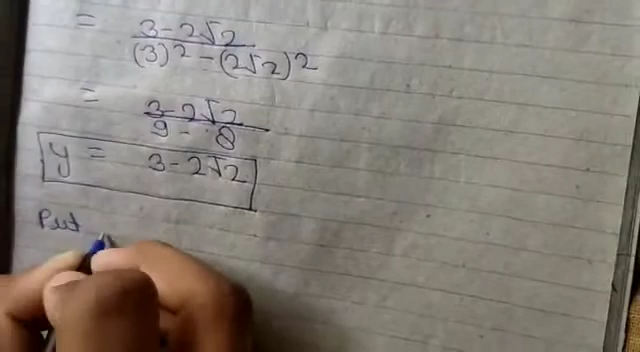 = 3-2√2 / (3)² - (2√2)²
= 3-2√2 / 9 - 8
y = 3-2√2
Put